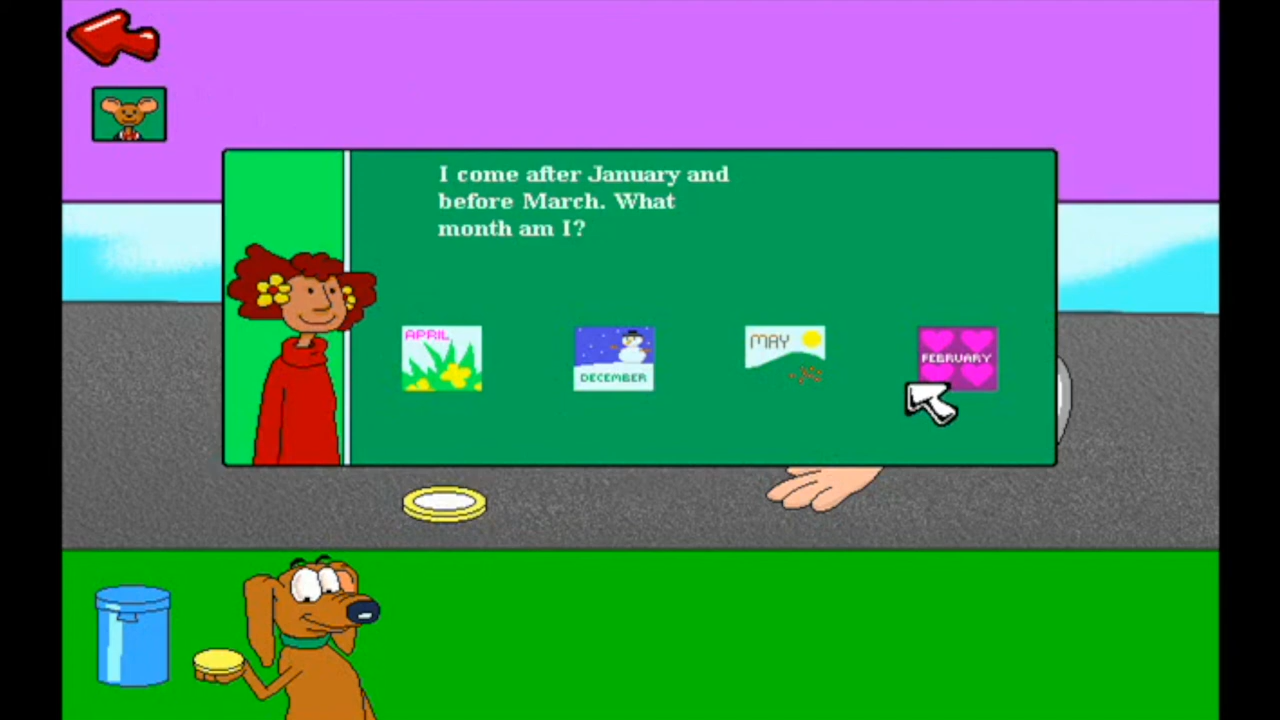 I come after January and
before March. What
month am I?
APRIL
DECEMBER
MAY
FEBRUARY